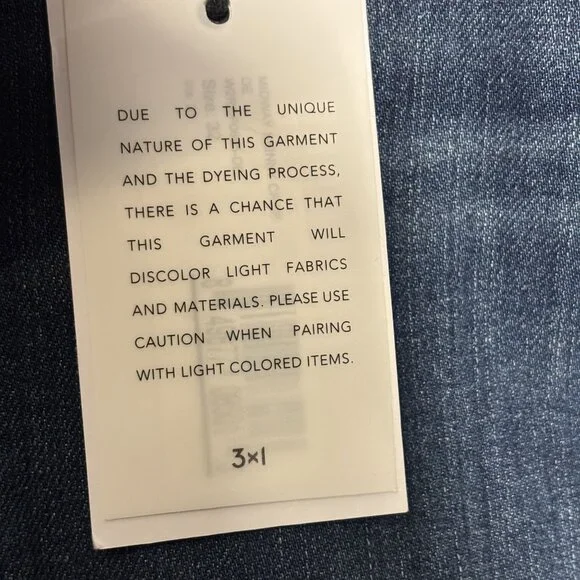 DUE TO THE UNIQUE
NATURE OF THIS GARMENT
AND THE DYEING PROCESS,
THERE IS A CHANCE THAT
THIS GARMENT WILL
DISCOLOR LIGHT FABRICS
AND MATERIALS. PLEASE USE
CAUTION WHEN PAIRING
WITH LIGHT COLORED ITEMS.
3×1